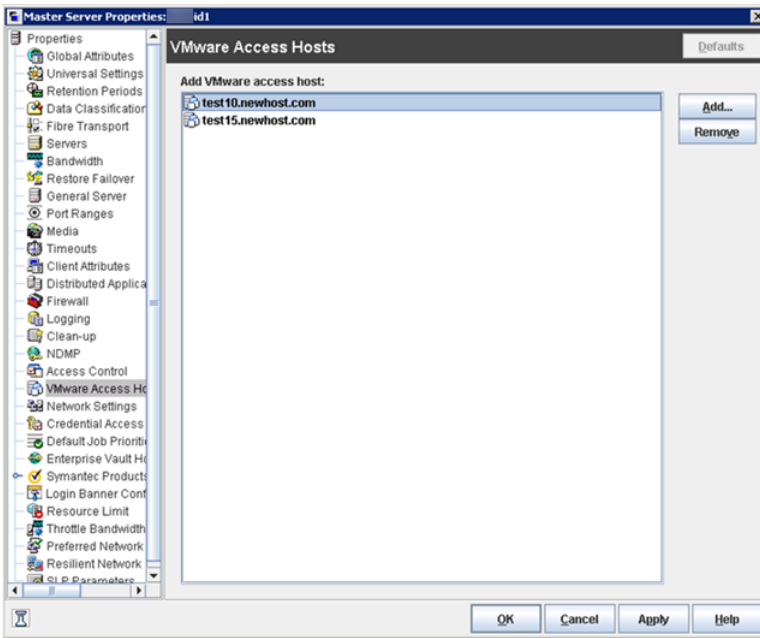 Master Server Properties: id1
Properties
Global Attributes
Universal Settings
Retention Periods
Data Classification
Fibre Transport
Servers
Bandwidth
Restore Failover
General Server
Port Ranges
Media
Timeouts
Client Attributes
Distributed Applica
Firewall
Logging
Clean-up
NDMP
Access Control
VMware Access Ho
Network Settings
Credential Access
Default Job Prioriti
Enterprise Vault Ho
Symantec Products
Login Banner Conf
Resource Limit
Throttle Bandwidth
Preferred Network
Resilient Network
SLP Parameters
VMware Access Hosts
Defaults
Add VMware access host:
test10.newhost.com
test15.newhost.com
Add...
Remove
OK
Cancel
Apply
Help